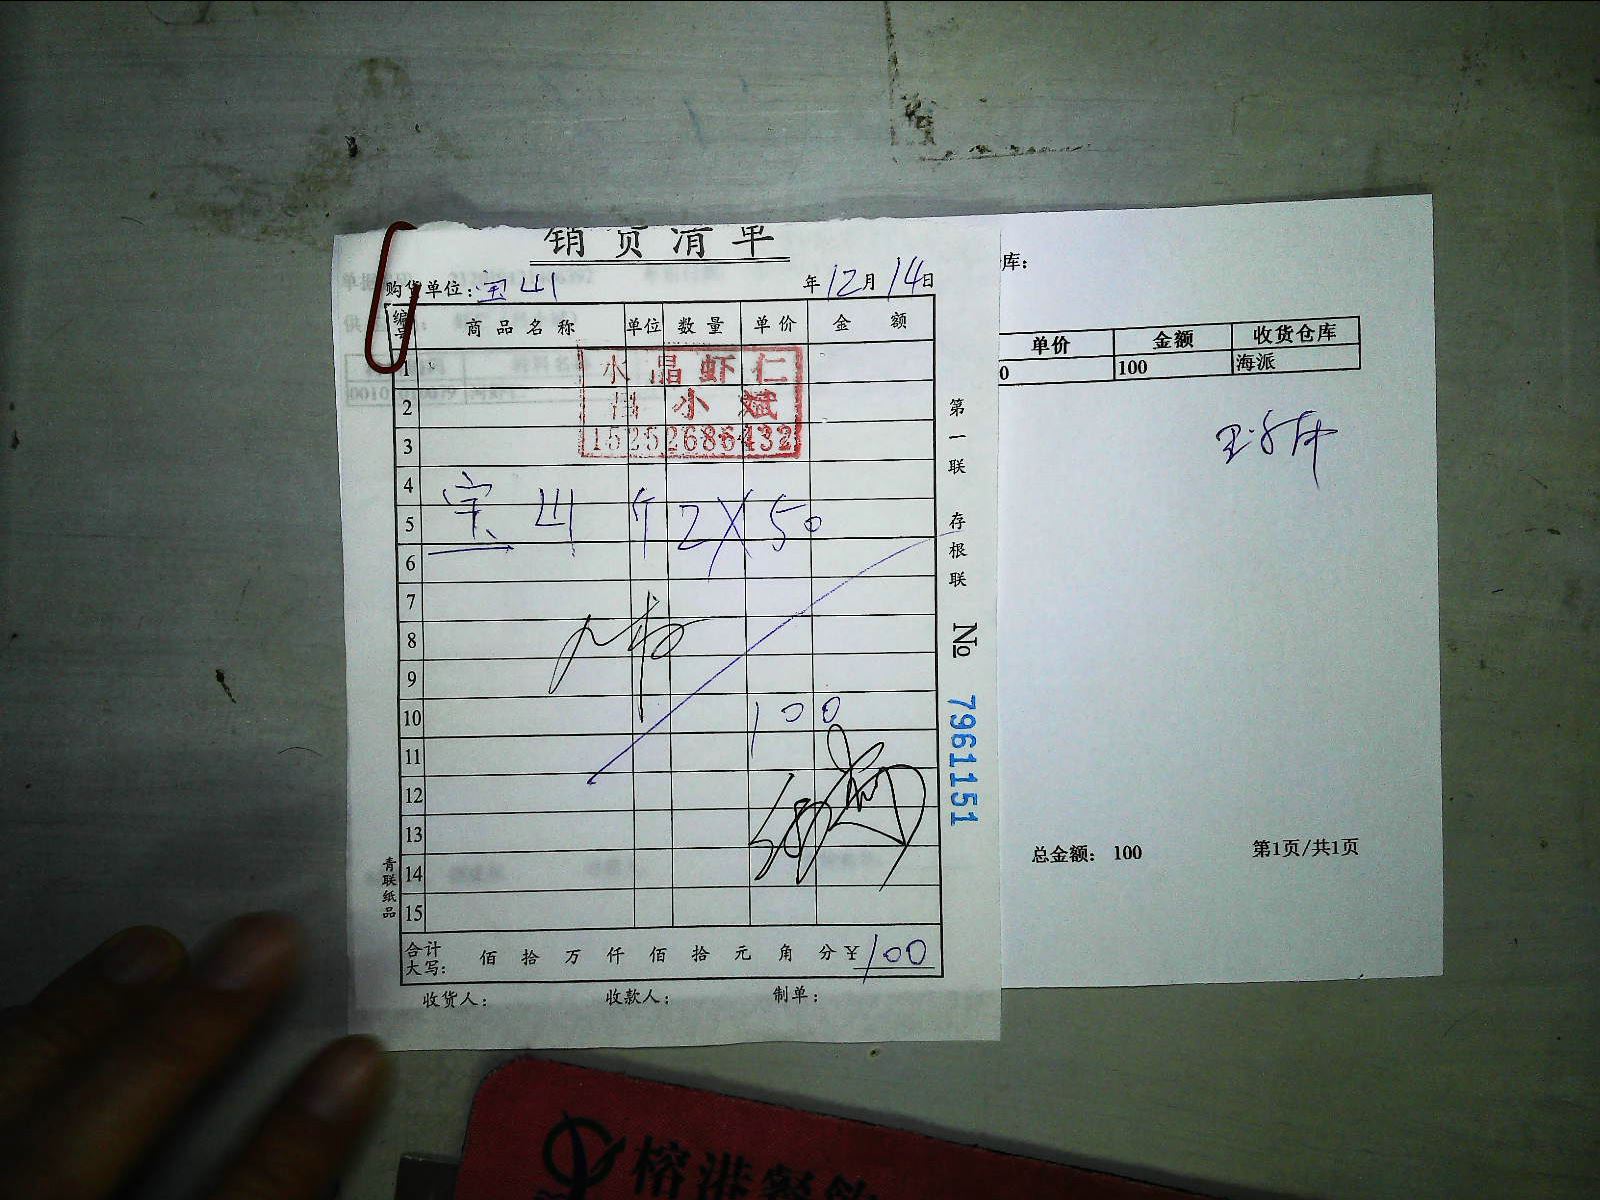 销货清单
购货单位:宝山 年12月14日
编号 商品名称 单位 数量 单价 金额
1
2
3
4
5
6
7
8
9
10
11
12
13
14
15
水晶虾仁
小斌
15252686432
宝山 2X50
100
合计大写: 佰 拾 万 仟 佰 拾 元 角 分 ¥100
收货人: 收款人: 制单:
青联纸品
第一联 存根联
№ 7961151
库:
单价 金额 收货仓库
0 100 海派
总金额: 100 第1页/共1页
榕港餐饮